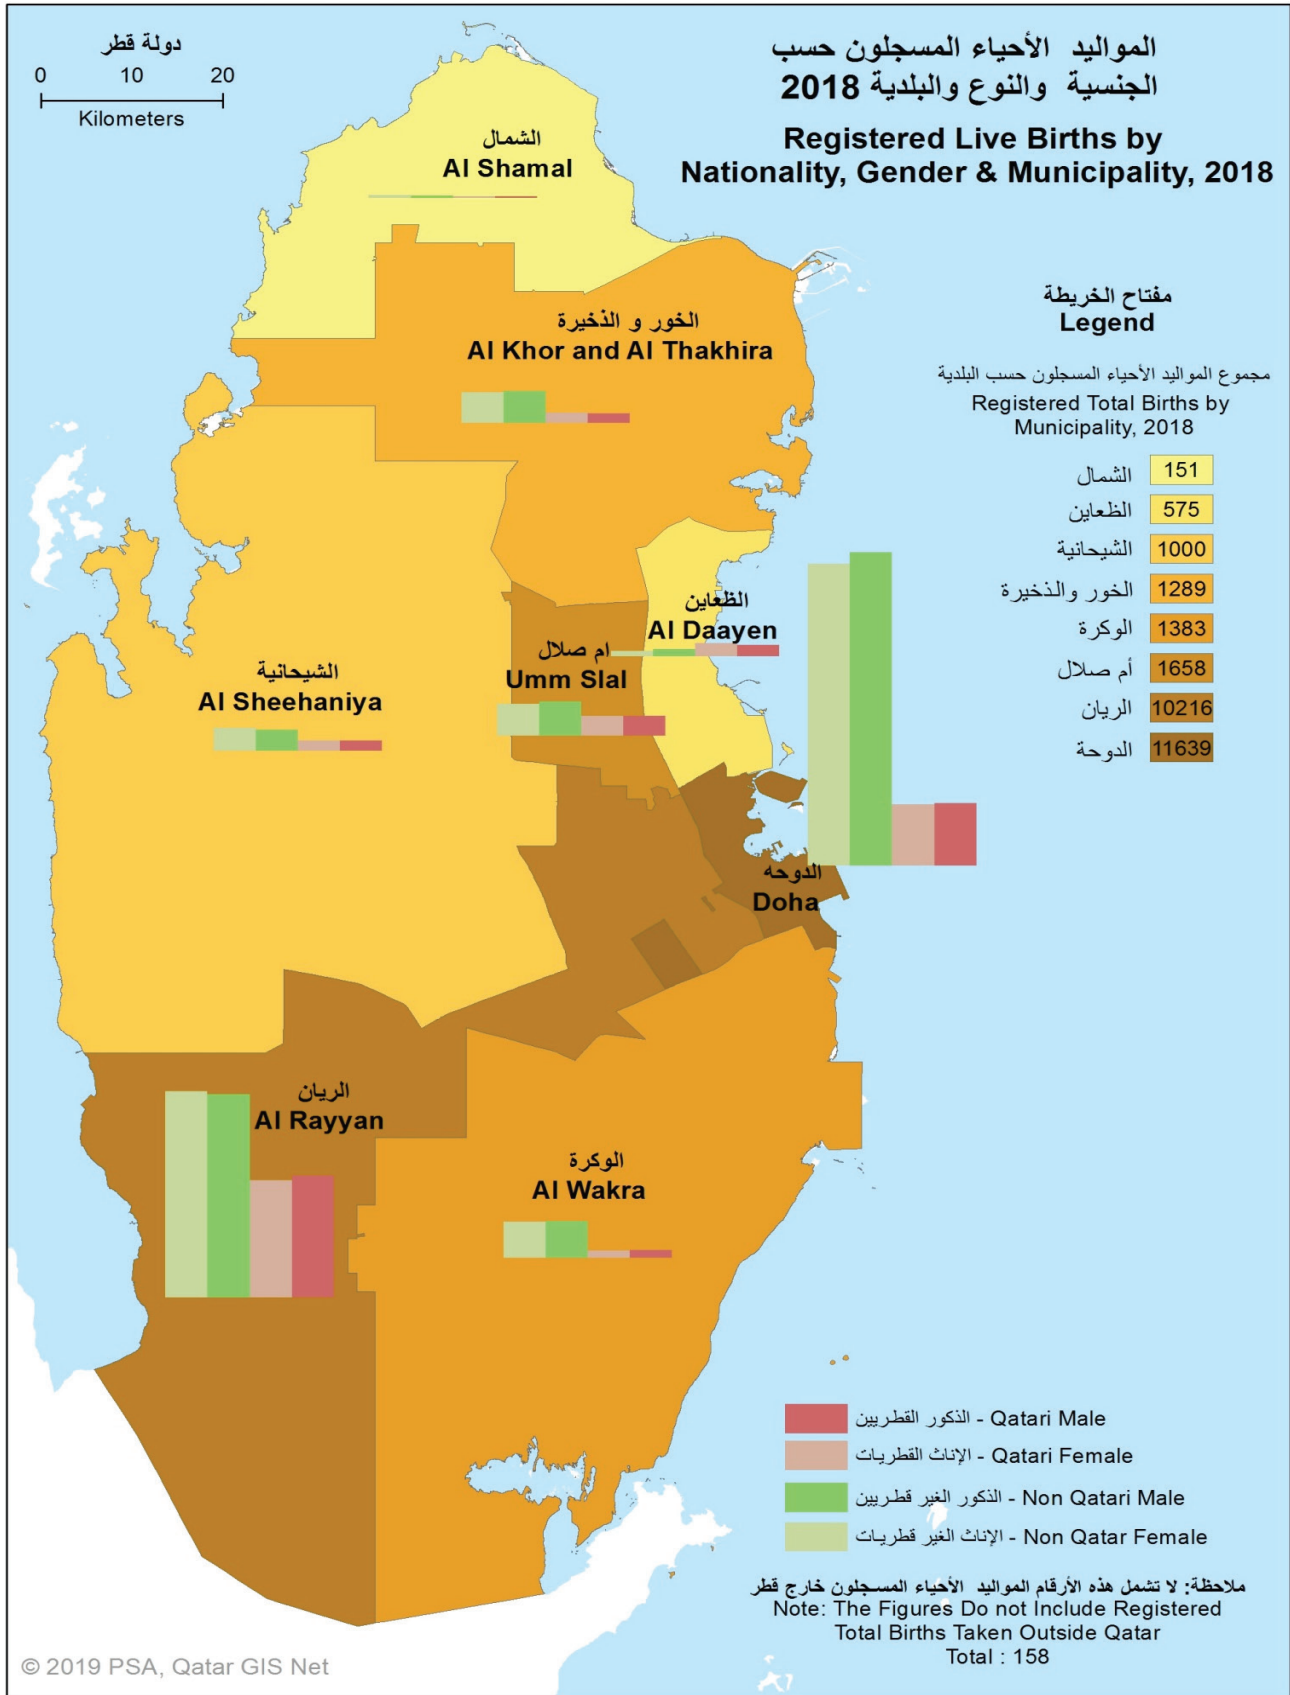 دولة قطر
0 10 20
Kilometers
المواليد الأحياء المسجلون حسب
الجنسية والنوع والبلدية 2018
Registered Live Births by
Nationality, Gender & Municipality, 2018
الشمال
Al Shamal
الخور و الذخيرة
Al Khor and Al Thakhira
مفتاح الخريطة
Legend
مجموع المواليد الأحياء المسجلون حسب البلدية
Registered Total Births by
Municipality, 2018
الشمال 151
الظعاين 575
الشيحانية 1000
الخور والذخيرة 1289
الوكرة 1383
أم صلال 1658
الريان 10216
الدوحة 11639
الظعاين
Al Daayen
ام صلال
Umm Slal
الشيحانية
Al Sheehaniya
الدوحه
Doha
الريان
Al Rayyan
الوكرة
Al Wakra
الذكور القطريين - Qatari Male
الإناث القطريات - Qatari Female
الذكور الغير قطريين - Non Qatari Male
الإناث الغير قطريات - Non Qatar Female
ملاحظة: لا تشمل هذه الأرقام المواليد الأحياء المسجلون خارج قطر
Note: The Figures Do not Include Registered
Total Births Taken Outside Qatar
Total : 158
© 2019 PSA, Qatar GIS Net